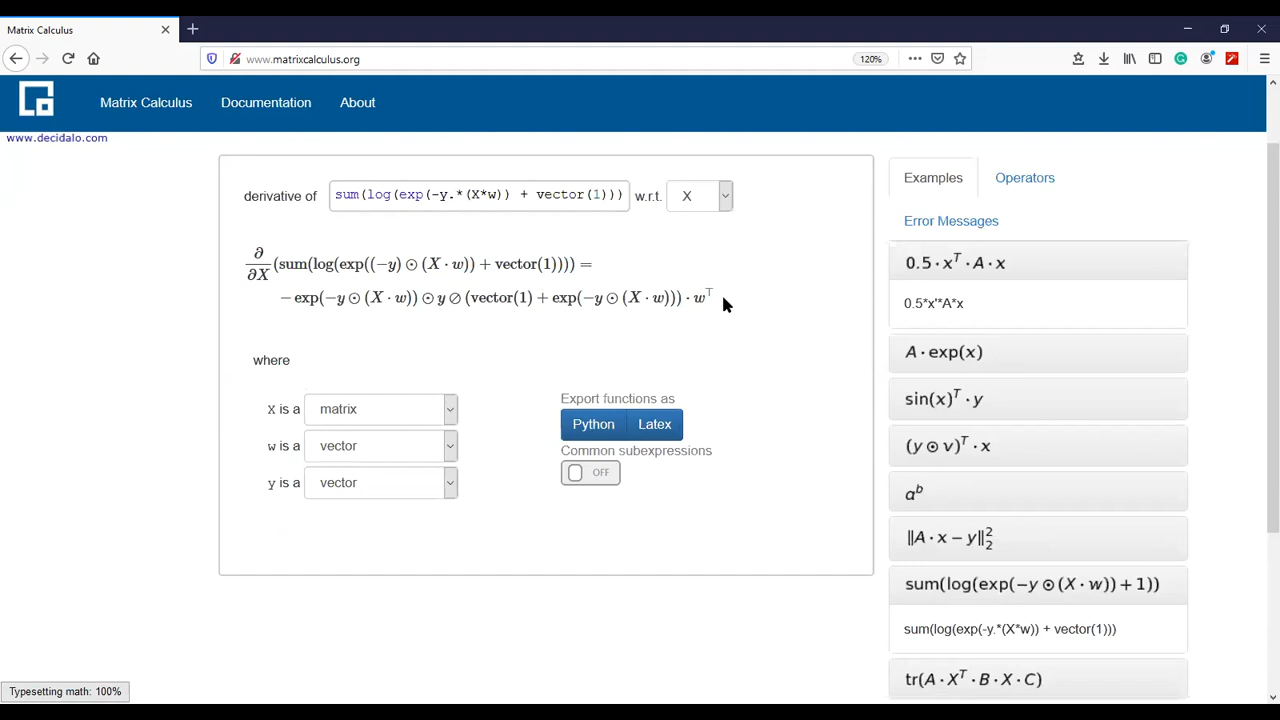 Matrix Calculus
www.matrixcalculus.org
120%
Matrix Calculus
Documentation
About
www.decidalo.com
derivative of
sum(log(exp(-y.*(X*w)) + vector(1)))
w.r.t.
X
∂/∂X (sum(log(exp((−y) ⊙ (X · w)) + vector(1)))) =
− exp(−y ⊙ (X · w)) ⊙ y ⊘ (vector(1) + exp(−y ⊙ (X · w))) · w⊤
where
X is a
matrix
w is a
vector
y is a
vector
Export functions as
Python
Latex
Common subexpressions
OFF
Examples
Operators
Error Messages
0.5 · xᵀ · A · x
0.5*x'*A*x
A · exp(x)
sin(x)ᵀ · y
(y ⊙ v)ᵀ · x
aᵇ
‖A · x − y‖₂²
sum(log(exp(−y ⊙ (X · w)) + 1))
sum(log(exp(-y.*(X*w)) + vector(1)))
tr(A · Xᵀ · B · X · C)
Typesetting math: 100%